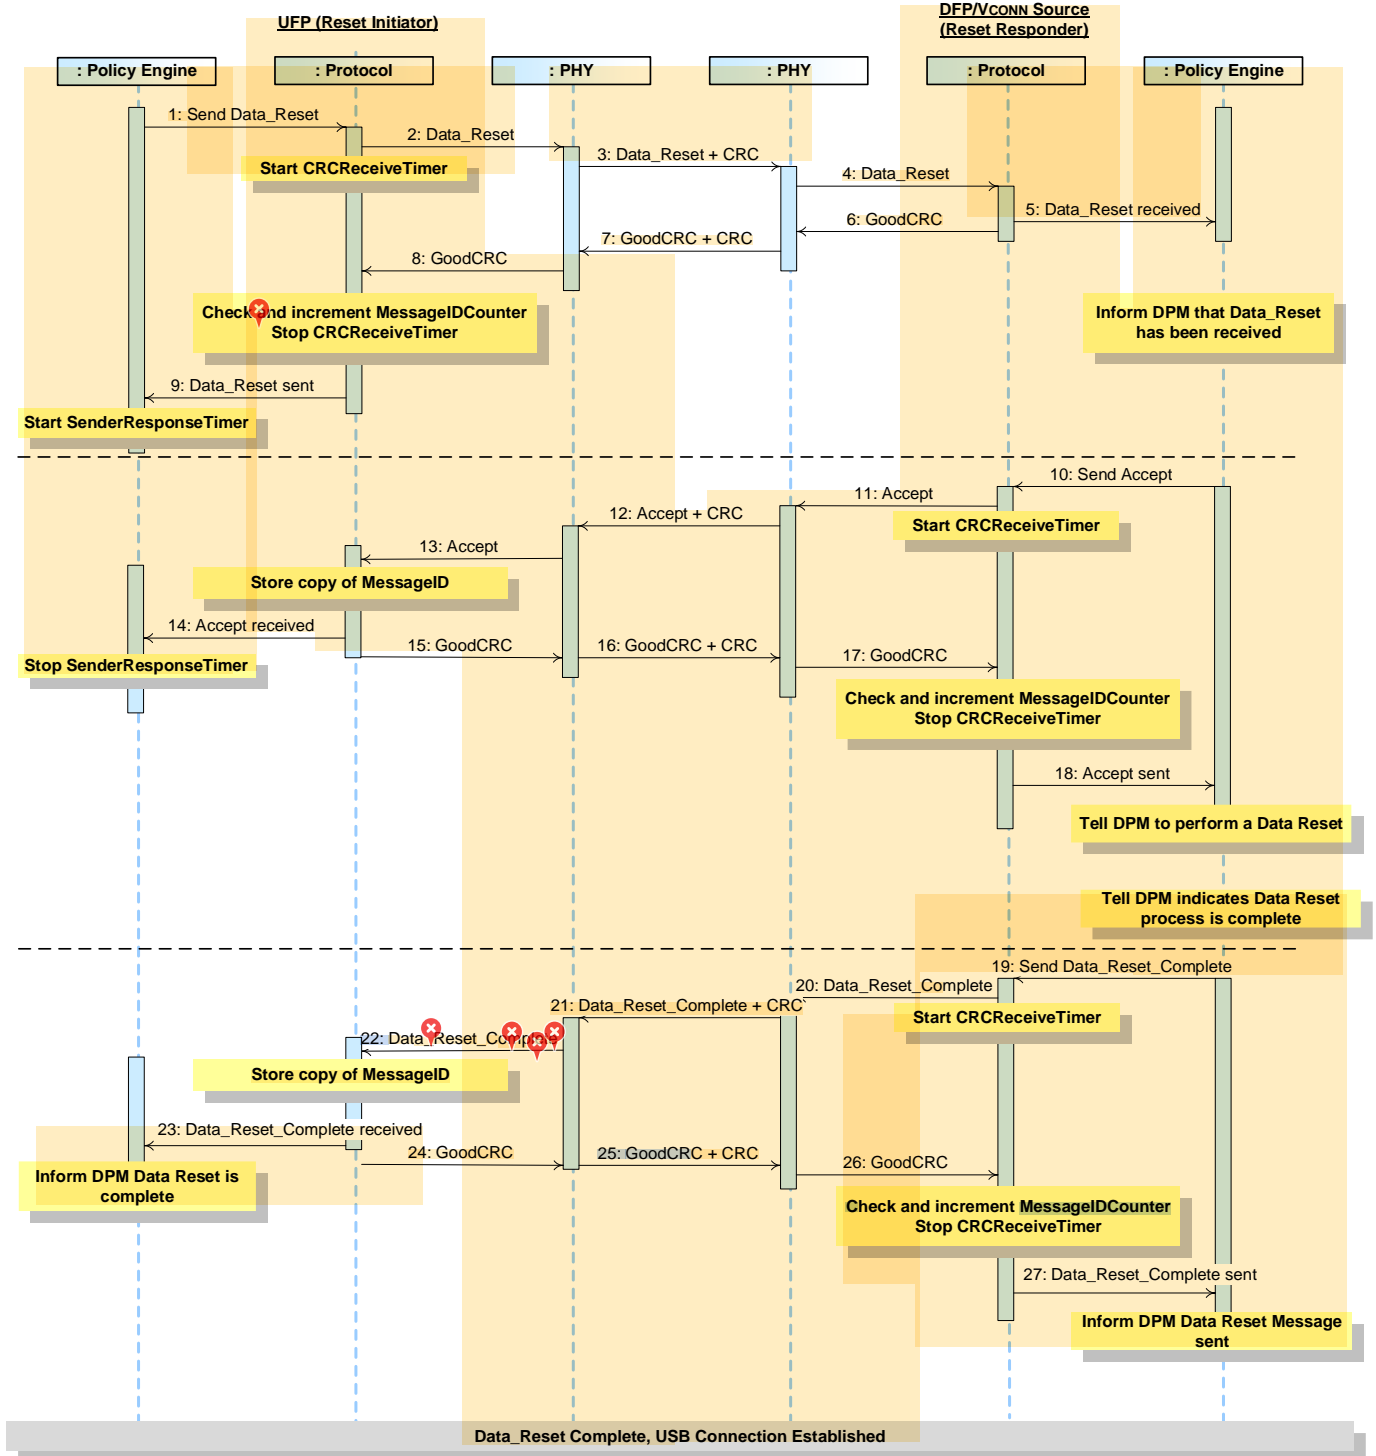 UFP (Reset Initiator)
DFP/VCONN Source
(Reset Responder)
: Policy Engine
: Protocol
: PHY
: PHY
: Protocol
: Policy Engine
1: Send Data_Reset
2: Data_Reset
Start CRCReceiveTimer
3: Data_Reset + CRC
4: Data_Reset
5: Data_Reset received
6: GoodCRC
7: GoodCRC + CRC
8: GoodCRC
Check and increment MessageIDCounter
Stop CRCReceiveTimer
Inform DPM that Data_Reset
has been received
9: Data_Reset sent
Start SenderResponseTimer
10: Send Accept
11: Accept
12: Accept + CRC
Start CRCReceiveTimer
13: Accept
Store copy of MessageID
14: Accept received
15: GoodCRC
16: GoodCRC + CRC
17: GoodCRC
Stop SenderResponseTimer
Check and increment MessageIDCounter
Stop CRCReceiveTimer
18: Accept sent
Tell DPM to perform a Data Reset
Tell DPM indicates Data Reset
process is complete
19: Send Data_Reset_Complete
20: Data_Reset_Complete
21: Data_Reset_Complete + CRC
Start CRCReceiveTimer
22: Data_Reset_Complete
Store copy of MessageID
23: Data_Reset_Complete received
24: GoodCRC
25: GoodCRC + CRC
26: GoodCRC
Inform DPM Data Reset is
complete
Check and increment MessageIDCounter
Stop CRCReceiveTimer
27: Data_Reset_Complete sent
Inform DPM Data Reset Message
sent
Data_Reset Complete, USB Connection Established